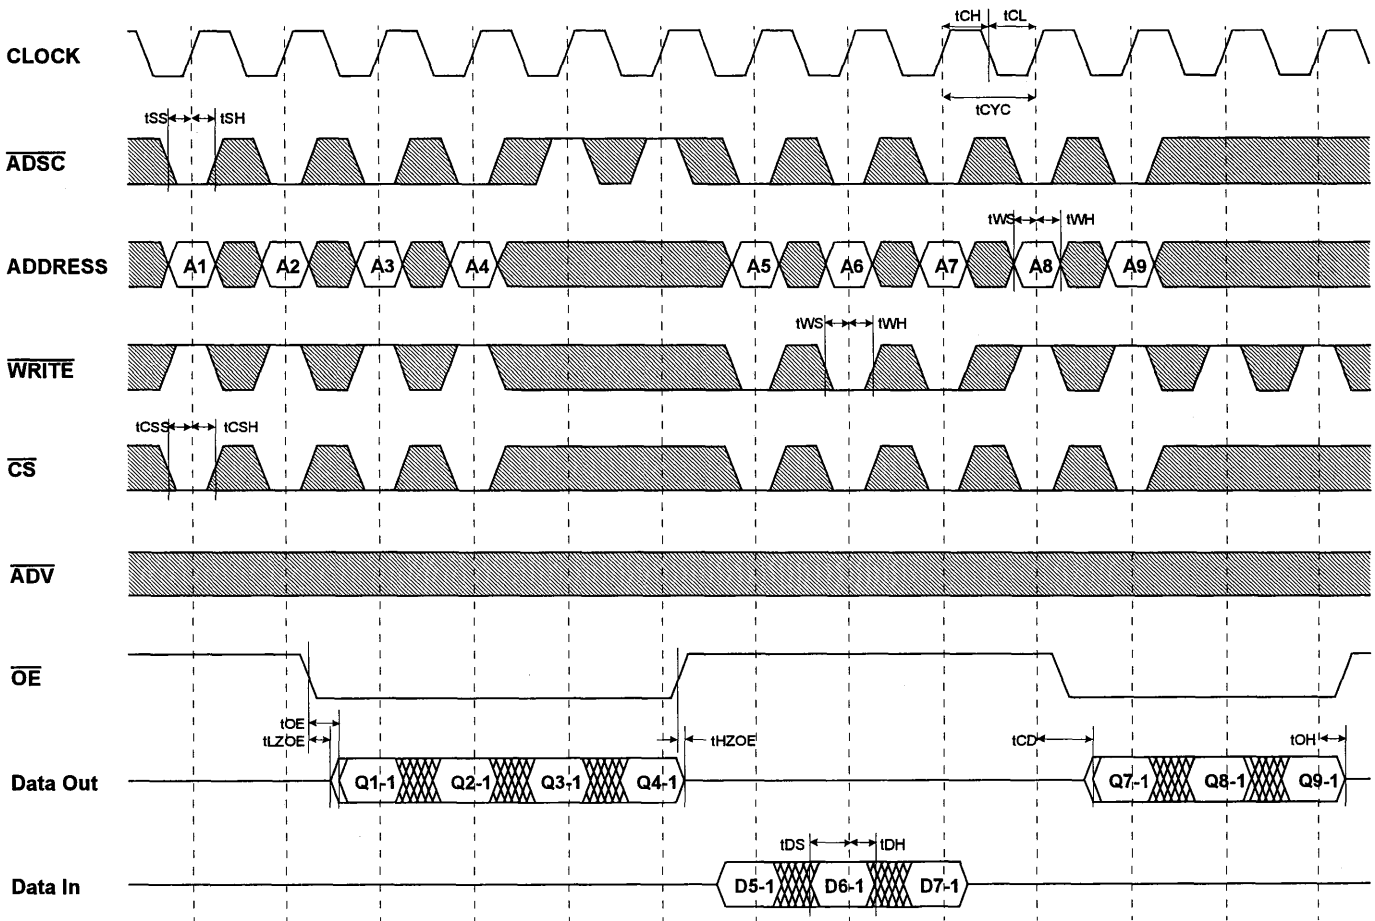 tCH tCL
CLOCK
tCYC
tSS tSH
ADSC
tWS tWH
ADDRESS A1 A2 A3 A4 A5 A6 A7 A8 A9
tWS tWH
WRITE
tCSS tCSH
CS
ADV
OE
tOE
tLZOE tHZOE tCD tOH
Data Out Q1-1 Q2-1 Q3-1 Q4-1 Q7-1 Q8-1 Q9-1
tDS tDH
Data In D5-1 D6-1 D7-1